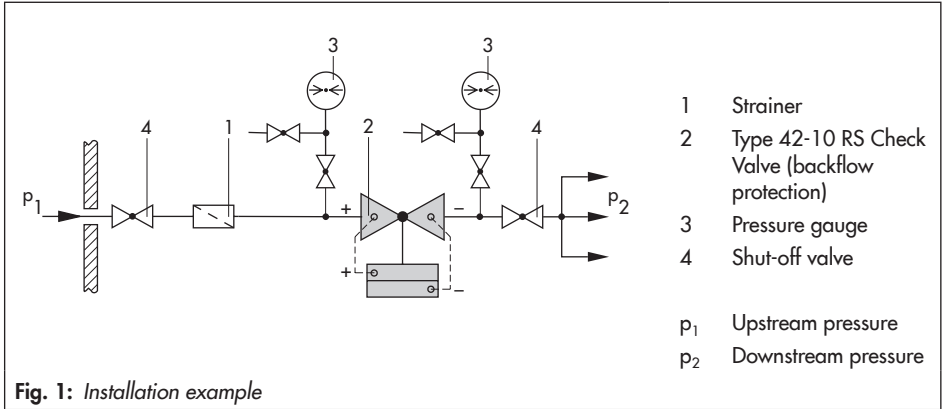 3
3
4
1
2
4
p1
+
−
p2
+
−
1 Strainer
2 Type 42-10 RS Check
Valve (backflow
protection)
3 Pressure gauge
4 Shut-off valve
p1 Upstream pressure
p2 Downstream pressure
Fig. 1: Installation example